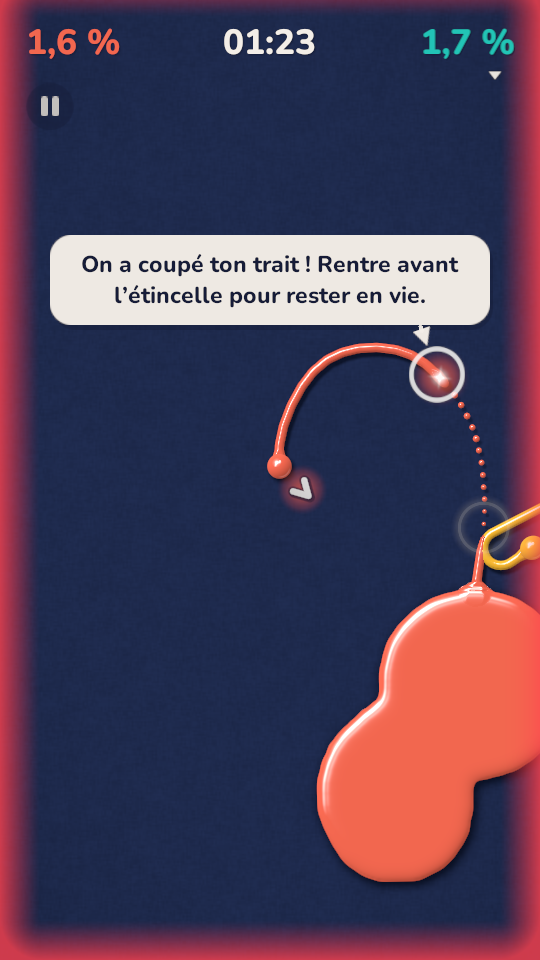 1,6 %
01:23
1,7 %
On a coupé ton trait ! Rentre avant
l’étincelle pour rester en vie.